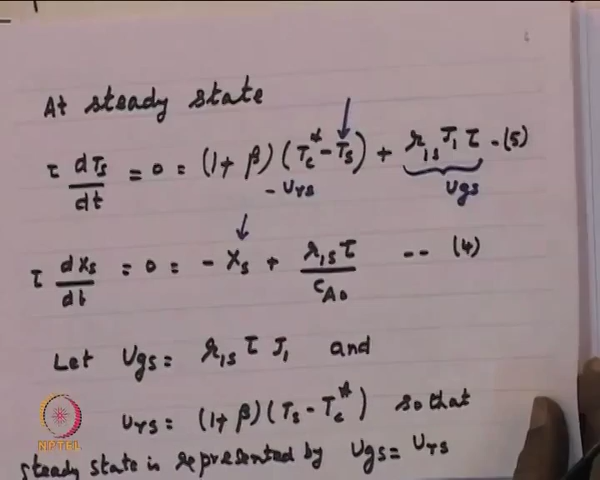 At steady state
τ dTs/dt = 0 = (1+ β) (Tc* - Ts) + r1s J1 τ - (5)
- Urs Ugs
τ dXs/dt = 0 = - Xs + r1s τ / CA0 -- (4)
Let Ugs = r1s τ J1 and
Urs = (1+ β) (Ts - Tc*) so that
steady state is represented by Ugs = Urs
NPTEL